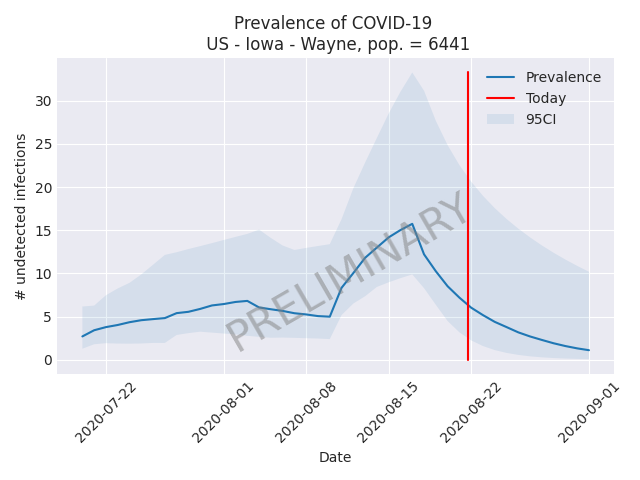 Prevalence of COVID-19
US - Iowa - Wayne, pop. = 6441
# undetected infections
30
25
20
15
10
5
0
Prevalence
Today
95CI
PRELIMINARY
2020-07-22
2020-08-01
2020-08-08
2020-08-15
2020-08-22
2020-09-01
Date